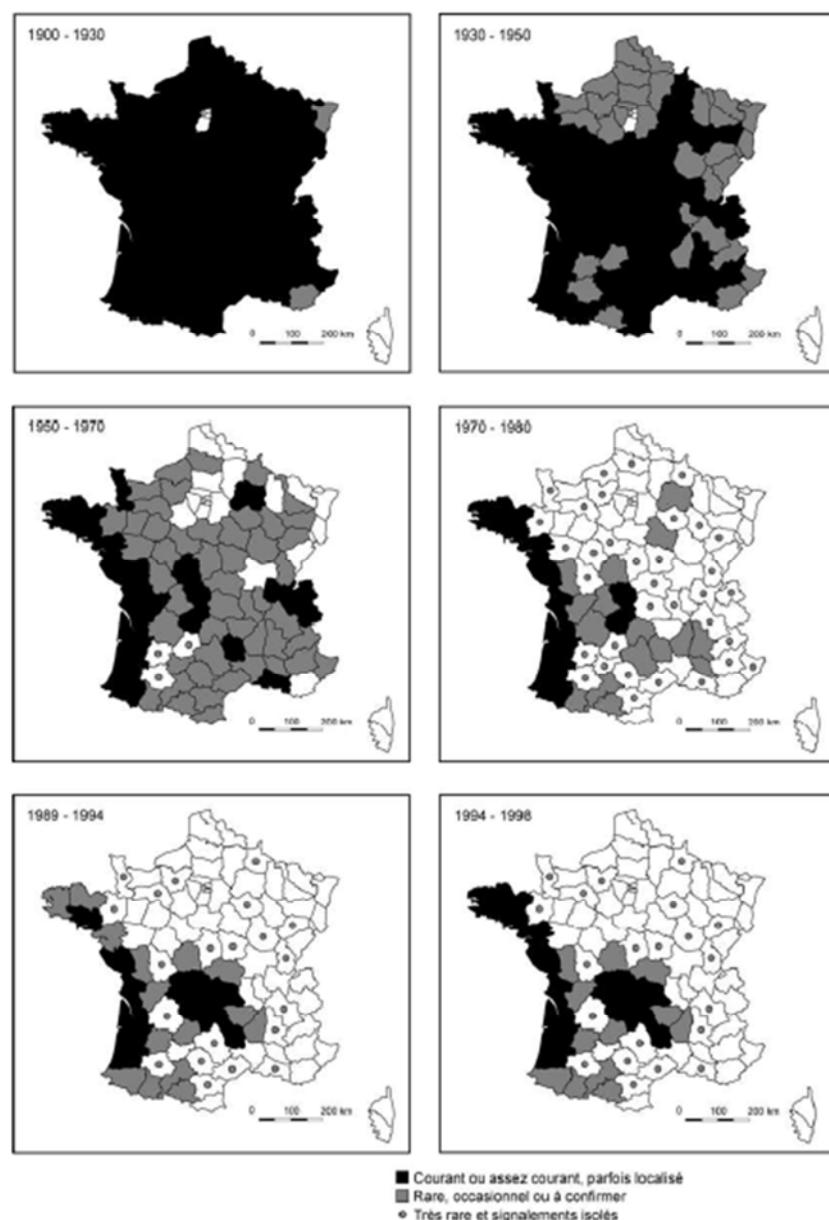 1900 - 1930
0 100 200 km
1930 - 1950
0 100 200 km
1950 - 1970
0 100 200 km
1970 - 1980
0 100 200 km
1989 - 1994
0 100 200 km
1994 - 1998
0 100 200 km
Courant ou assez courant, parfois localisé
Rare, occasionnel ou à confirmer
Très rare et signalements isolés